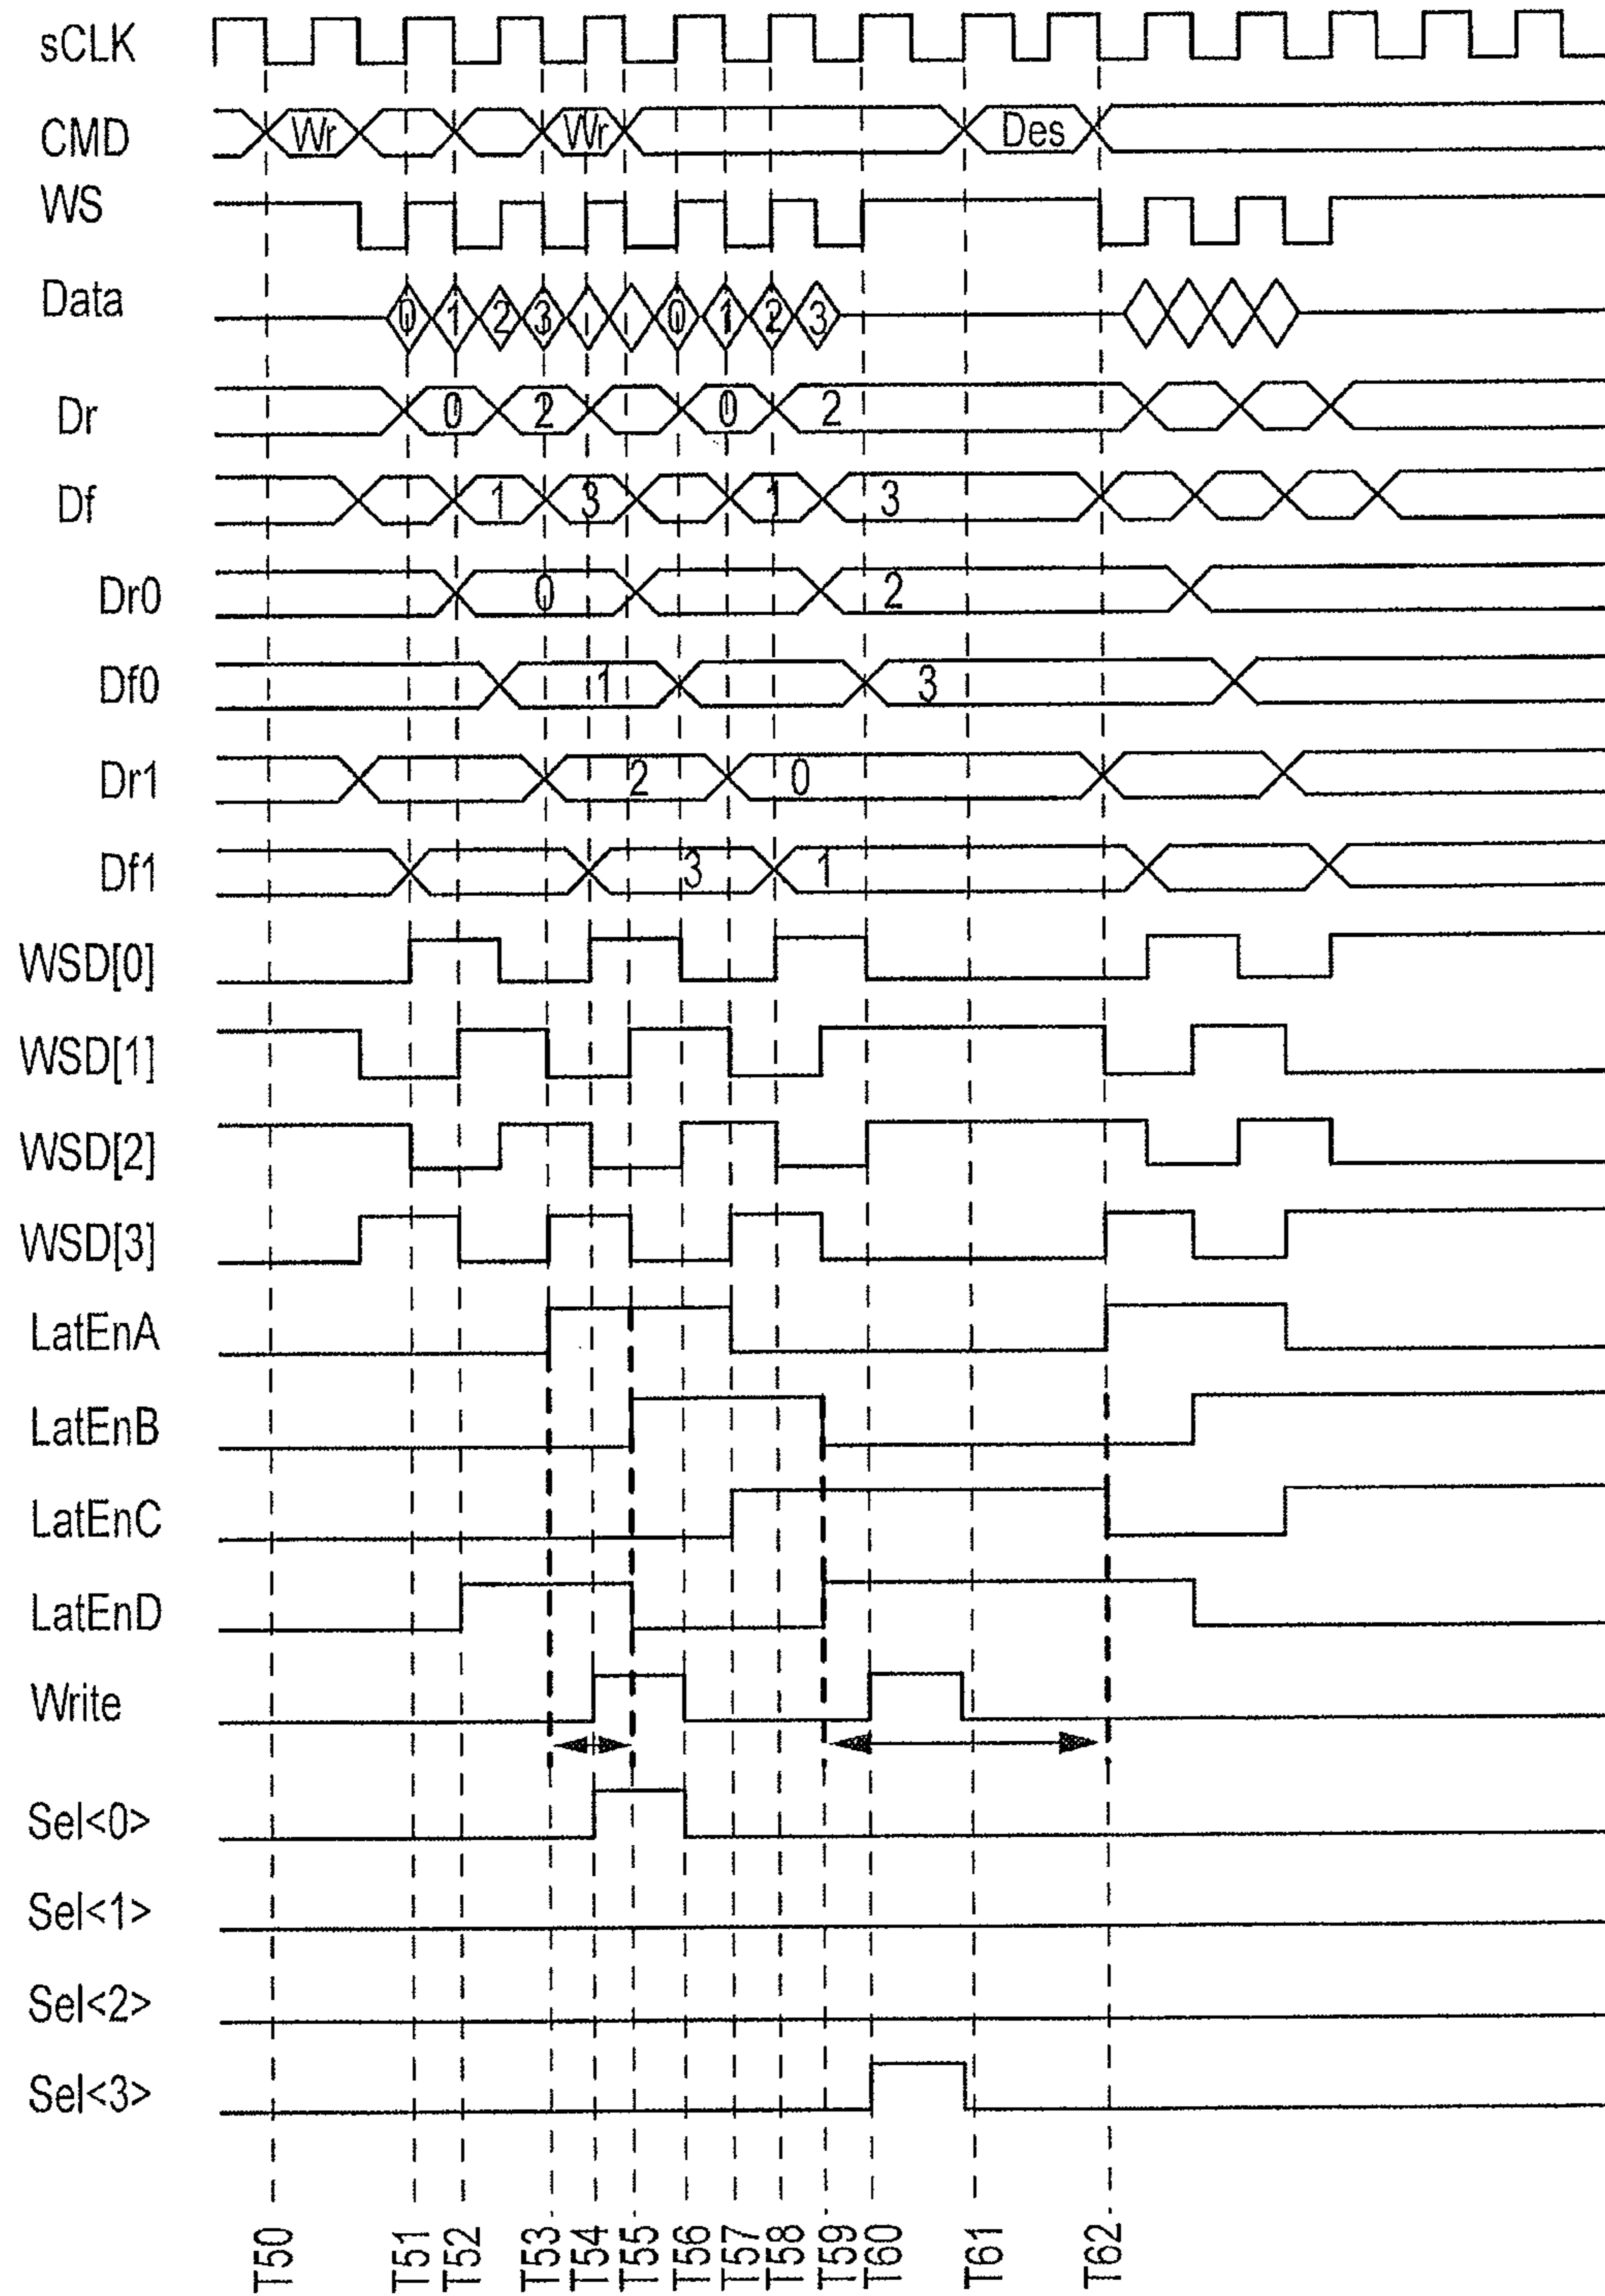 sCLK
CMD Wr Wr Des
WS
Data 0 1 2 3 0 1 2 3
Dr 0 2 0 2
Df 1 3 1 3
Dr0 0 2
Df0 1 3
Dr1 2 0
Df1 3 1
WSD[0]
WSD[1]
WSD[2]
WSD[3]
LatEnA
LatEnB
LatEnC
LatEnD
Write
Sel<0>
Sel<1>
Sel<2>
Sel<3>
T50 T51 T52 T53 T54 T55 T56 T57 T58 T59 T60 T61 T62